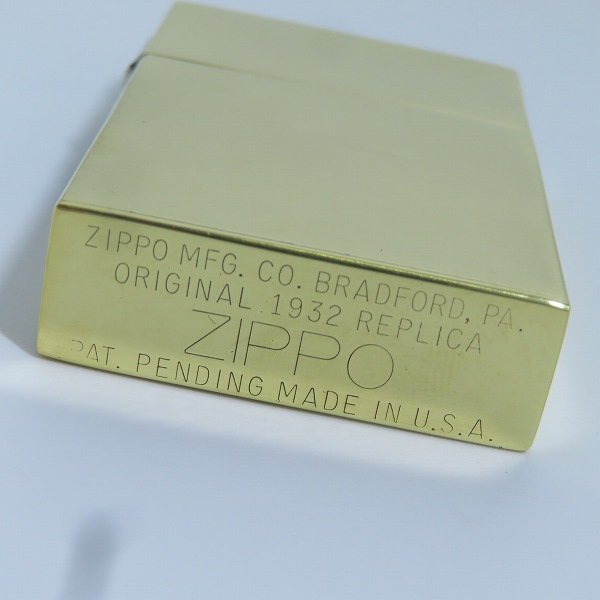 ZIPPO MFG. CO. BRADFORD, PA.
ORIGINAL 1932 REPLICA
ZIPPO
PAT. PENDING MADE IN U.S.A.